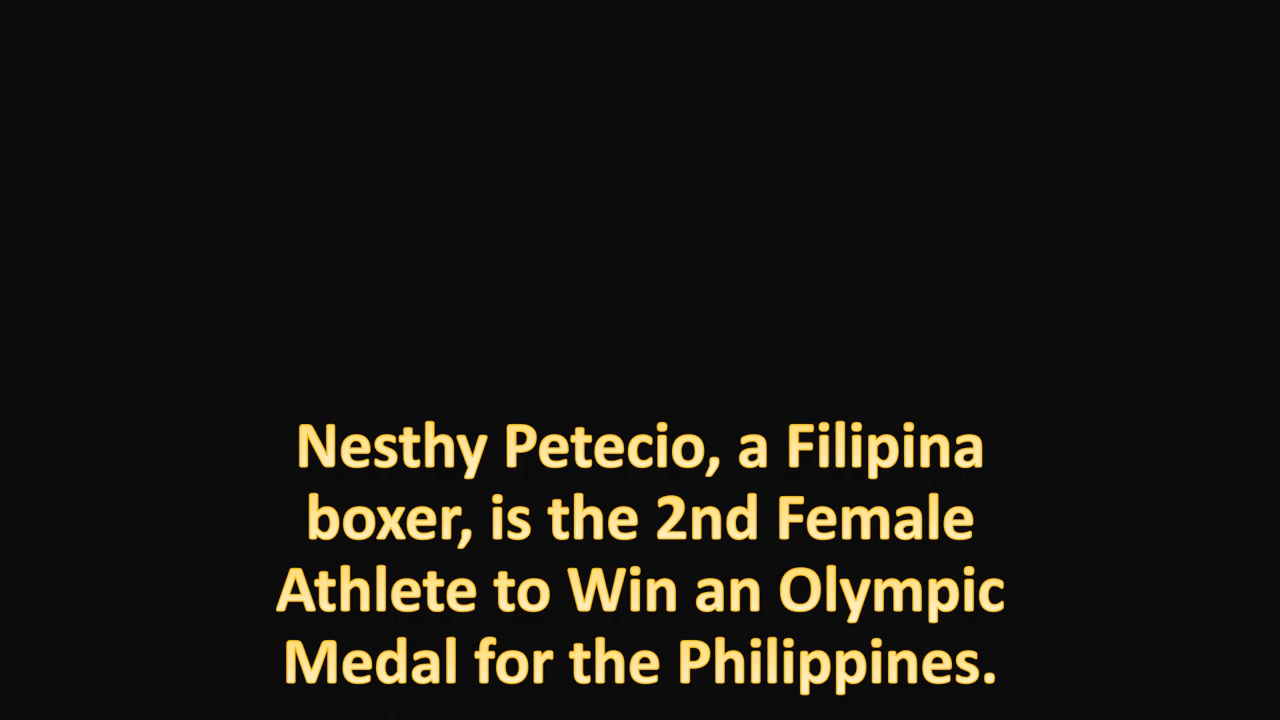 Nesthy Petecio, a Filipina
boxer, is the 2nd Female
Athlete to Win an Olympic
Medal for the Philippines.